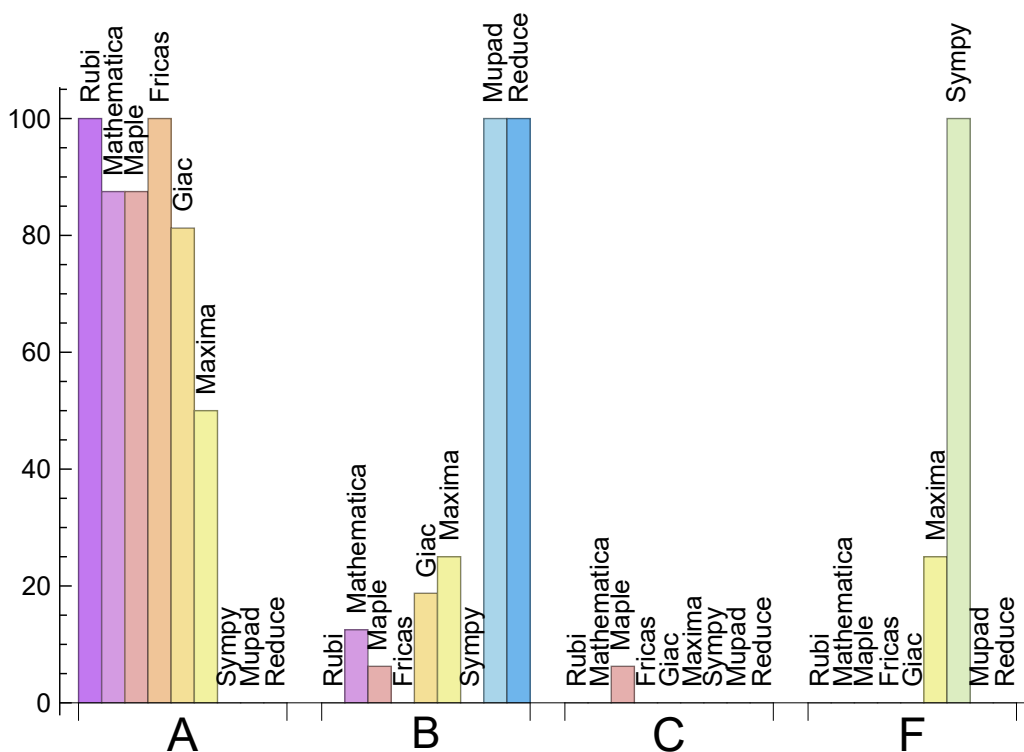 100
80
60
40
20
0
Rubi
Mathematica
Maple
Fricas
Giac
Maxima
Sympy
Mupad
Reduce
A
Rubi
Mathematica
Maple
Fricas
Giac
Maxima
Sympy
Mupad
Reduce
B
Rubi
Mathematica
Maple
Fricas
Giac
Maxima
Sympy
Mupad
Reduce
C
Rubi
Mathematica
Maple
Fricas
Giac
Maxima
Sympy
Mupad
Reduce
F